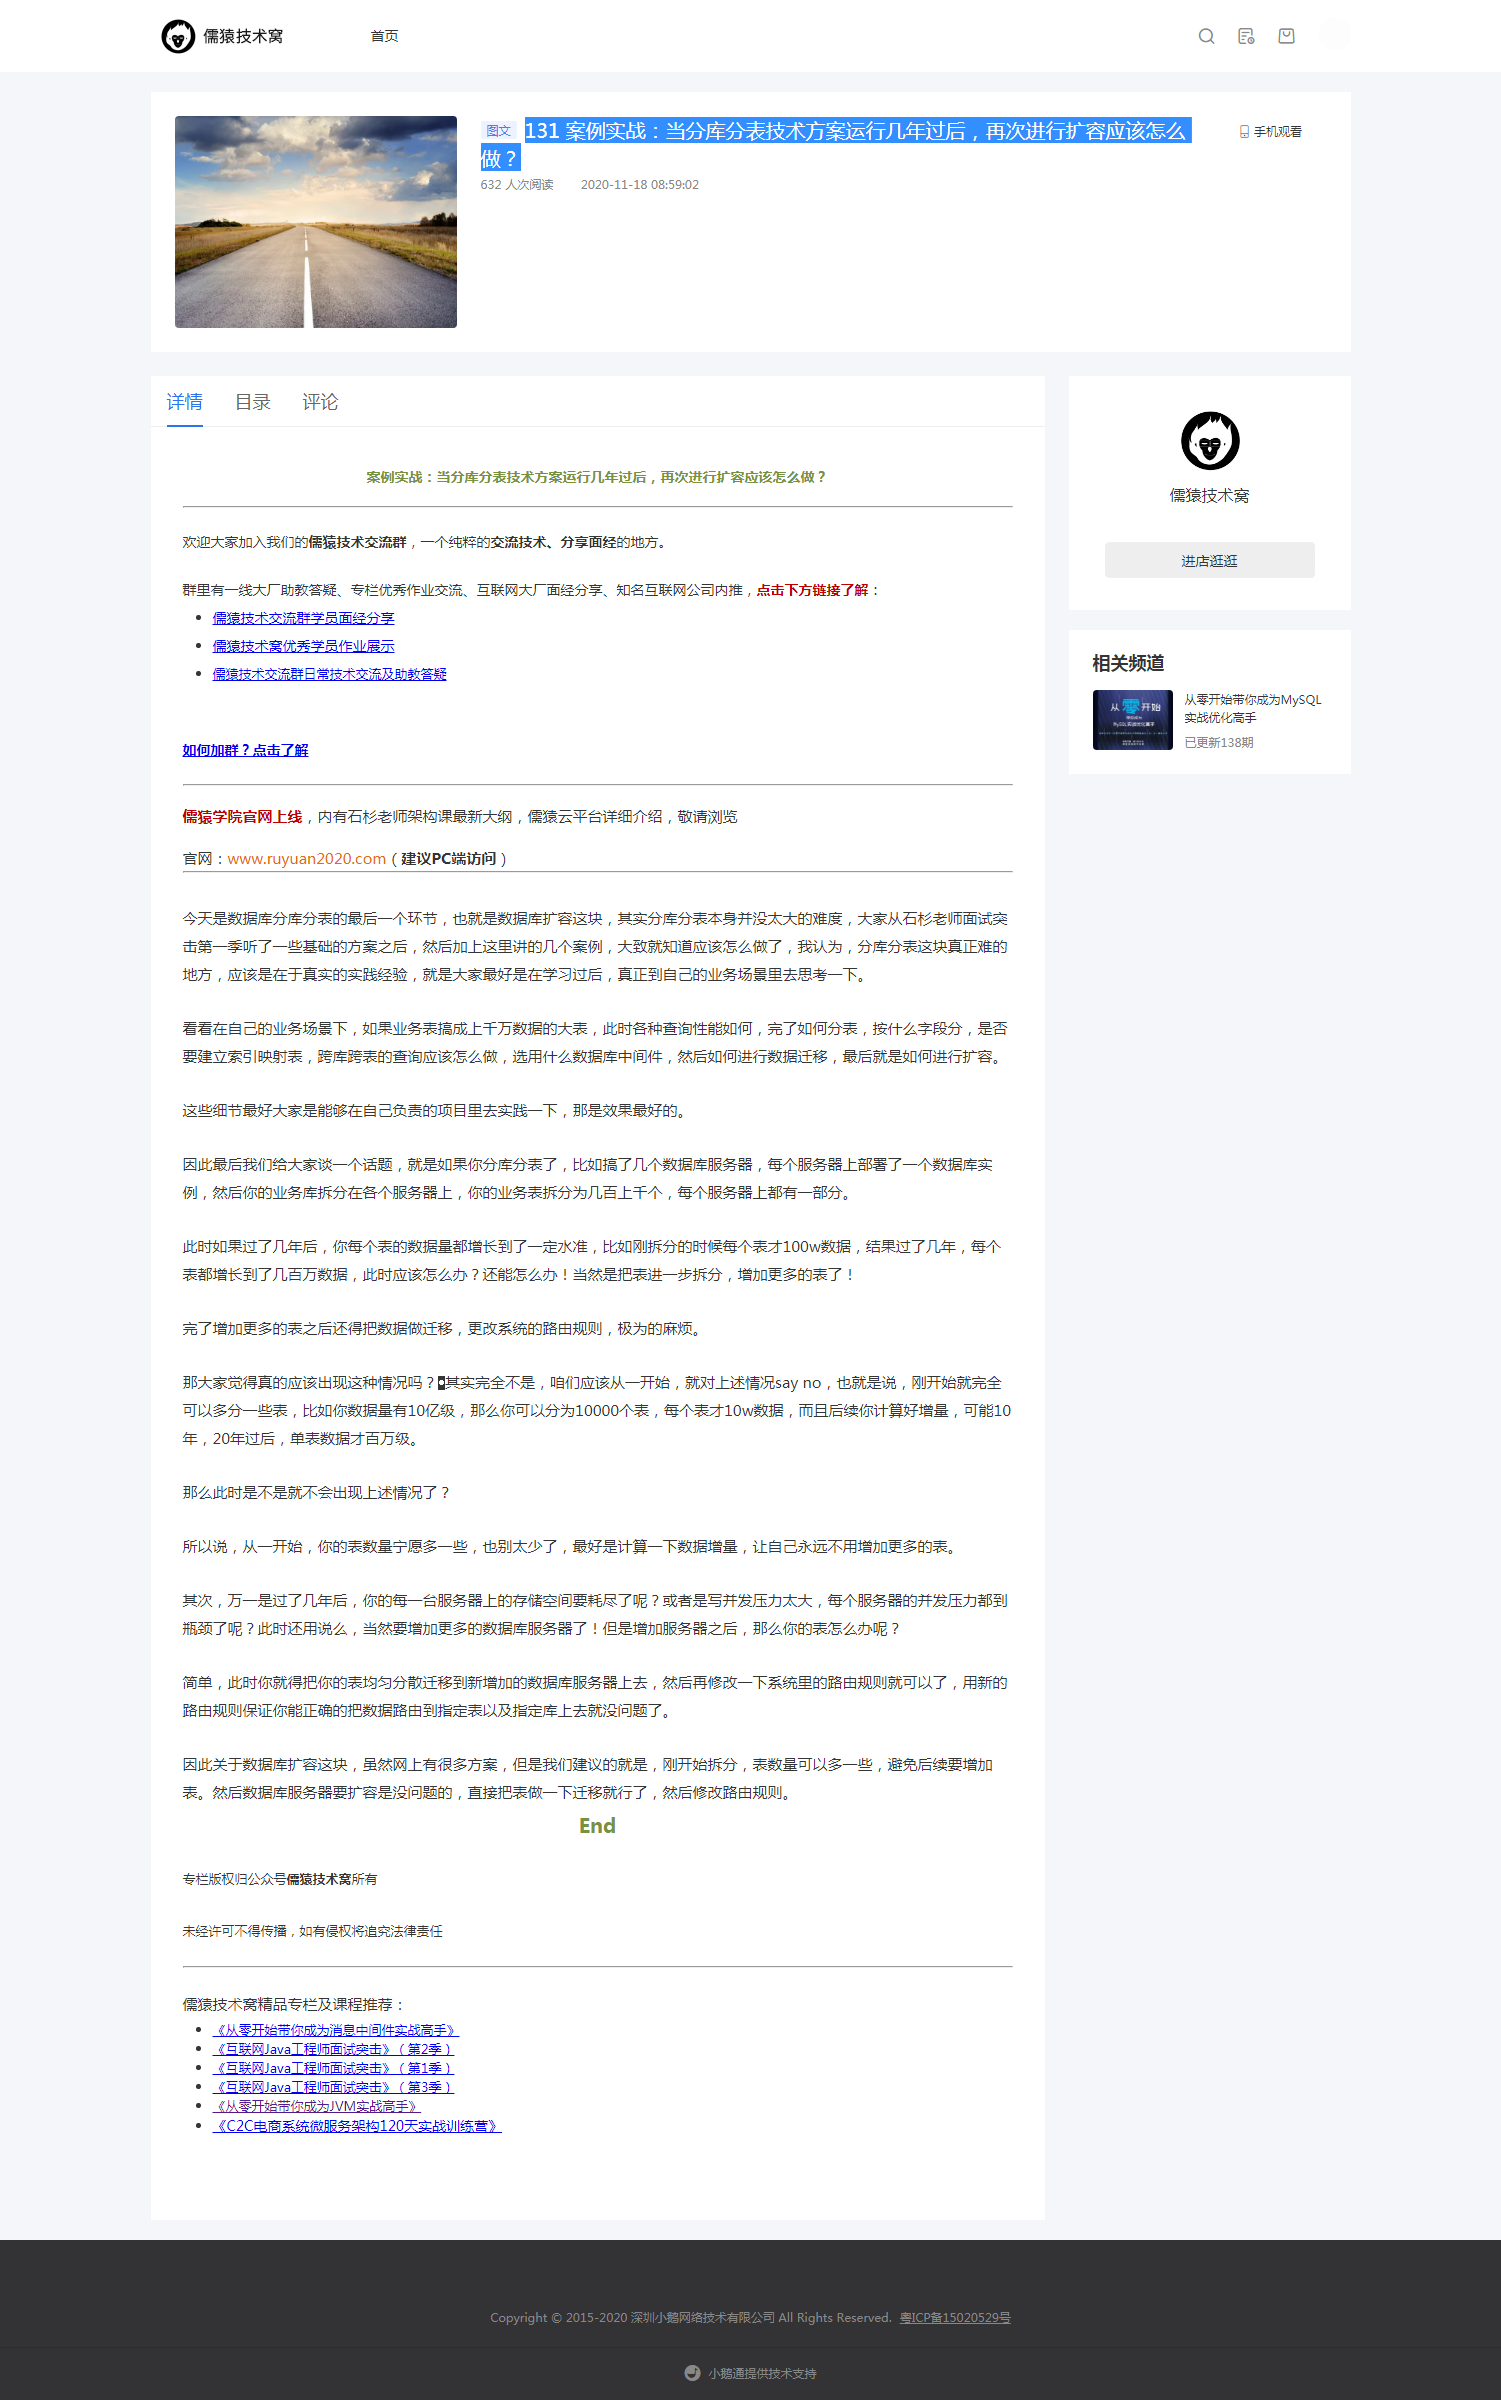 儒猿技术窝
首页
图文 131 案例实战：当分库分表技术方案运行几年过后，再次进行扩容应该怎么
做？
手机观看
632 人次阅读 2020-11-18 08:59:02
详情 目录 评论
案例实战：当分库分表技术方案运行几年过后，再次进行扩容应该怎么做？
欢迎大家加入我们的儒猿技术交流群，一个纯粹的交流技术、分享面经的地方。
群里有一线大厂助教答疑、专栏优秀作业交流、互联网大厂面经分享、知名互联网公司内推，点击下方链接了解：
儒猿技术交流群学员面经分享
儒猿技术窝优秀学员作业展示
儒猿技术交流群日常技术交流及助教答疑
如何加群？点击了解
儒猿学院官网上线，内有石杉老师架构课最新大纲，儒猿云平台详细介绍，敬请浏览
官网：www.ruyuan2020.com（建议PC端访问）
今天是数据库分库分表的最后一个环节，也就是数据库扩容这块，其实分库分表本身并没太大的难度，大家从石杉老师面试突
击第一季听了一些基础的方案之后，然后加上这里讲的几个案例，大致就知道应该怎么做了，我认为，分库分表这块真正难的
地方，应该是在于真实的实践经验，就是大家最好是在学习过后，真正到自己的业务场景里去思考一下。
看看在自己的业务场景下，如果业务表搞成上千万数据的大表，此时各种查询性能如何，完了如何分表，按什么字段分，是否
要建立索引映射表，跨库跨表的查询应该怎么做，选用什么数据库中间件，然后如何进行数据迁移，最后就是如何进行扩容。
这些细节最好大家是能够在自己负责的项目里去实践一下，那是效果最好的。
因此最后我们给大家谈一个话题，就是如果你分库分表了，比如搞了几个数据库服务器，每个服务器上部署了一个数据库实
例，然后你的业务库拆分在各个服务器上，你的业务表拆分为几百上千个，每个服务器上都有一部分。
此时如果过了几年后，你每个表的数据量都增长到了一定水准，比如刚拆分的时候每个表才100w数据，结果过了几年，每个
表都增长到了几百万数据，此时应该怎么办？还能怎么办！当然是把表进一步拆分，增加更多的表了！
完了增加更多的表之后还得把数据做迁移，更改系统的路由规则，极为的麻烦。
那大家觉得真的应该出现这种情况吗？其实完全不是，咱们应该从一开始，就对上述情况say no，也就是说，刚开始就完全
可以多分一些表，比如你数据量有10亿级，那么你可以分为10000个表，每个表才10w数据，而且后续你计算好增量，可能10
年，20年过后，单表数据才百万级。
那么此时是不是就不会出现上述情况了？
所以说，从一开始，你的表数量宁愿多一些，也别太少了，最好是计算一下数据增量，让自己永远不用增加更多的表。
其次，万一是过了几年后，你的每一台服务器上的存储空间要耗尽了呢？或者是写并发压力太大，每个服务器的并发压力都到
瓶颈了呢？此时还用说么，当然要增加更多的数据库服务器了！但是增加服务器之后，那么你的表怎么办呢？
简单，此时你就得把你的表均匀分散迁移到新增加的数据库服务器上去，然后再修改一下系统里的路由规则就可以了，用新的
路由规则保证你能正确的把数据路由到指定表以及指定库上去就没问题了。
因此关于数据库扩容这块，虽然网上有很多方案，但是我们建议的就是，刚开始拆分，表数量可以多一些，避免后续要增加
表。然后数据库服务器要扩容是没问题的，直接把表做一下迁移就行了，然后修改路由规则。
End
专栏版权归公众号儒猿技术窝所有
未经许可不得传播，如有侵权将追究法律责任
儒猿技术窝精品专栏及课程推荐：
《从零开始带你成为消息中间件实战高手》
《互联网Java工程师面试突击》（第2季）
《互联网Java工程师面试突击》（第1季）
《互联网Java工程师面试突击》（第3季）
《从零开始带你成为JVM实战高手》
《C2C电商系统微服务架构120天实战训练营》
儒猿技术窝
进店逛逛
相关频道
从零开始
MySQL实战优化高手
从零开始带你成为MySQL
实战优化高手
已更新138期
Copyright © 2015-2020 深圳小鹅网络技术有限公司 All Rights Reserved. 粤ICP备15020529号
小鹅通提供技术支持